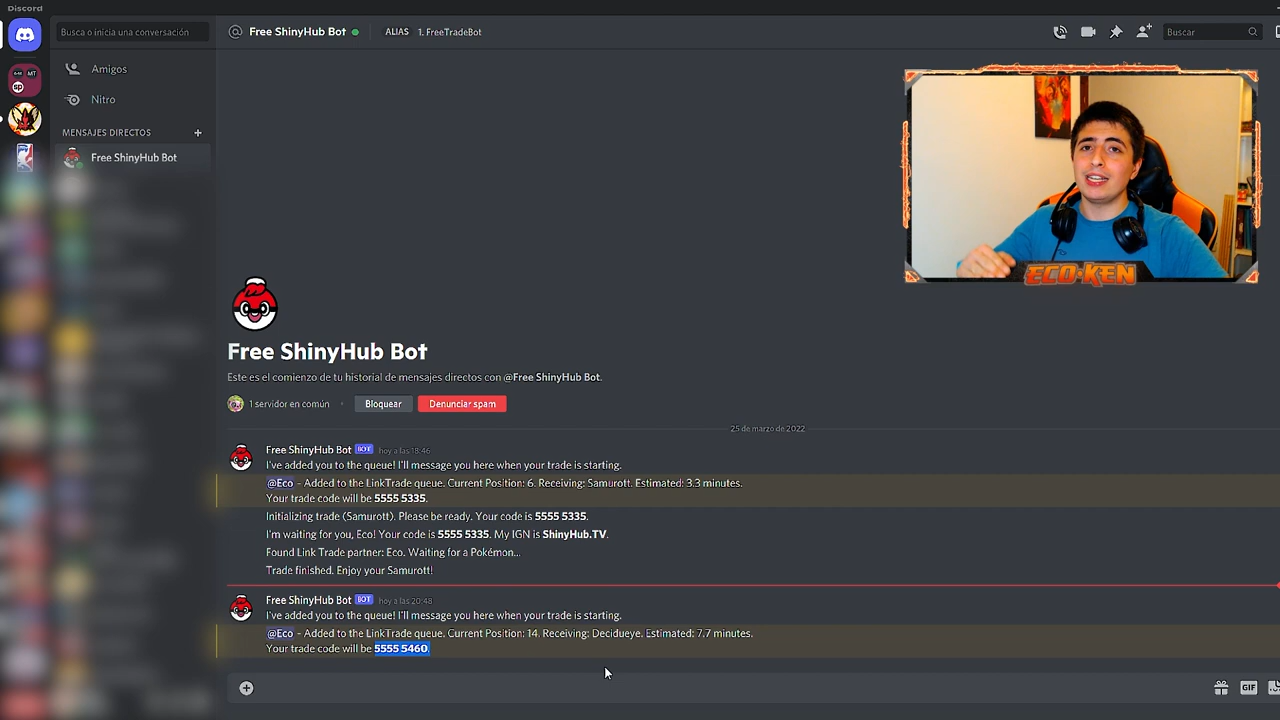 Discord
Busca o inicia una conversación
Free ShinyHub Bot
ALIAS 1. FreeTradeBot
Buscar
Amigos
Nitro
MENSAJES DIRECTOS
Free ShinyHub Bot
ECO-KEN
Free ShinyHub Bot
Este es el comienzo de tu historial de mensajes directos con @Free ShinyHub Bot.
1 servidor en común
Bloquear
Denunciar spam
25 de marzo de 2022
Free ShinyHub Bot BOT hoy a las 18:46
I've added you to the queue! I'll message you here when your trade is starting.
@Eco - Added to the LinkTrade queue. Current Position: 6. Receiving: Samurott. Estimated: 3.3 minutes.
Your trade code will be 5555 5335.
Initializing trade (Samurott). Please be ready. Your code is 5555 5335.
I'm waiting for you, Eco! Your code is 5555 5335. My IGN is ShinyHub.TV.
Found Link Trade partner: Eco. Waiting for a Pokémon...
Trade finished. Enjoy your Samurott!
Free ShinyHub Bot BOT hoy a las 20:48
I've added you to the queue! I'll message you here when your trade is starting.
@Eco - Added to the LinkTrade queue. Current Position: 14. Receiving: Decidueye. Estimated: 7.7 minutes.
Your trade code will be 5555 5460.
GIF